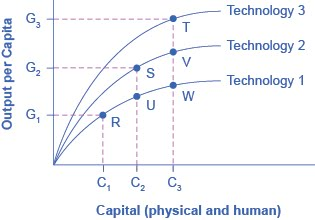 Output per Capita
G3
G2
G1
Technology 3
Technology 2
Technology 1
T
V
S
W
U
R
C1 C2 C3
Capital (physical and human)